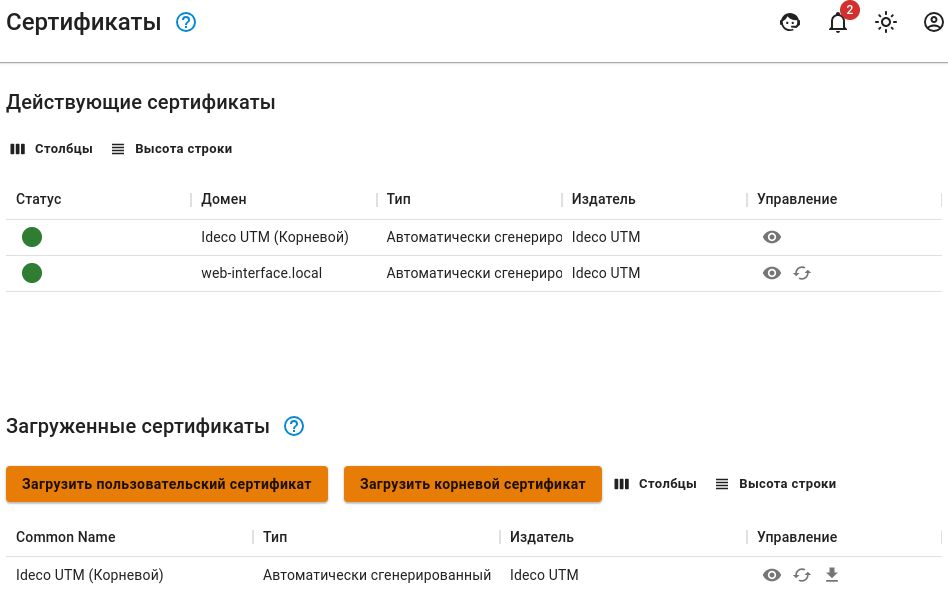 Сертификаты
2
Действующие сертификаты
Столбцы Высота строки
Статус Домен Тип Издатель Управление
Ideco UTM (Корневой) Автоматически сгенериро Ideco UTM
web-interface.local Автоматически сгенериро Ideco UTM
Загруженные сертификаты
Загрузить пользовательский сертификат Загрузить корневой сертификат Столбцы Высота строки
Common Name Тип Издатель Управление
Ideco UTM (Корневой) Автоматически сгенерированный Ideco UTM